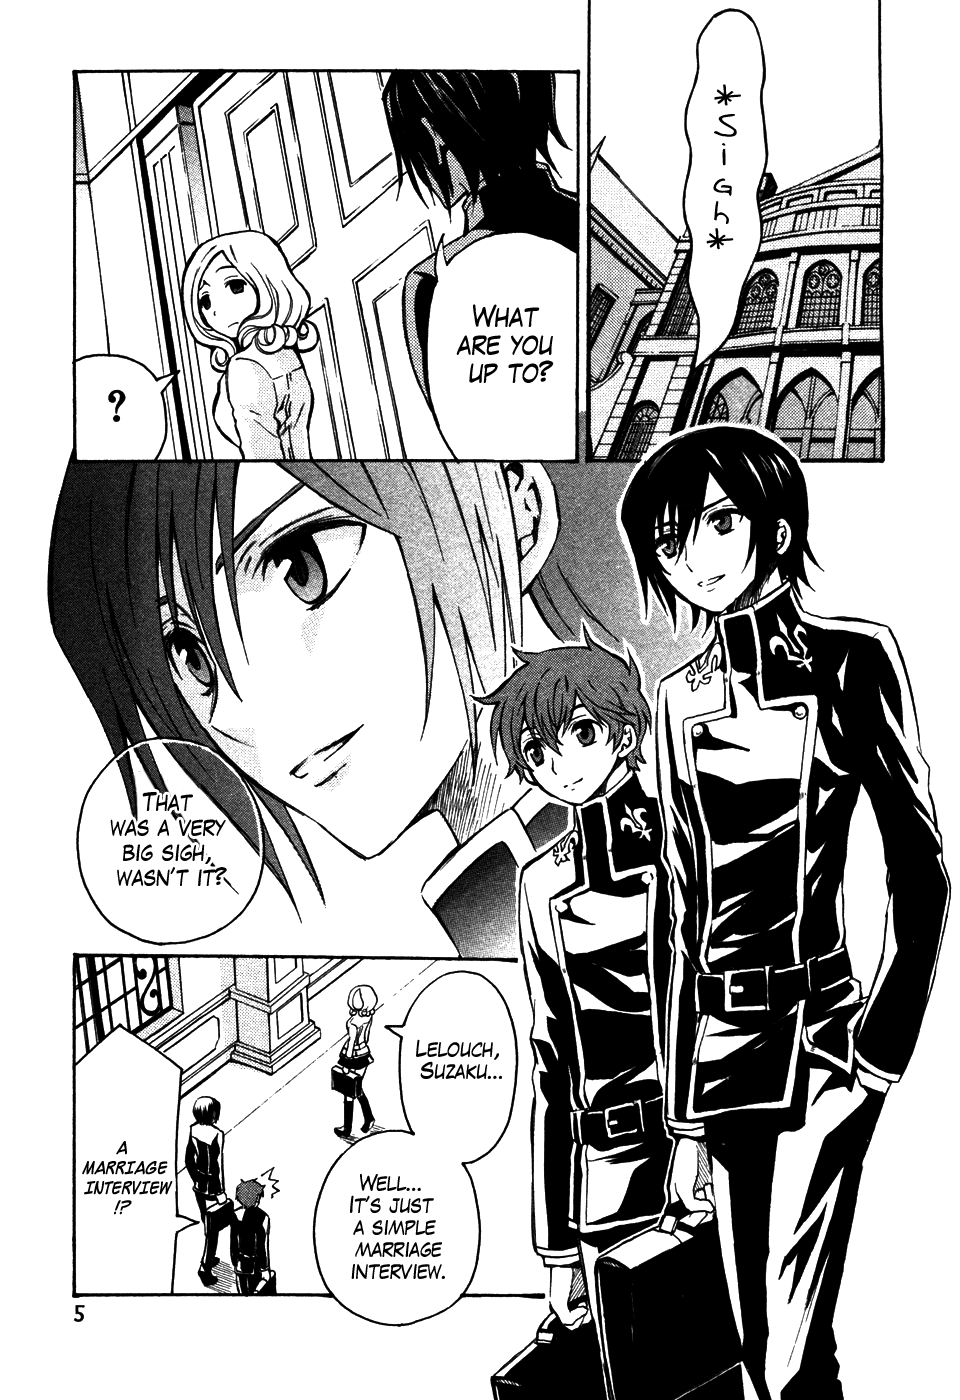 *Sigh*
WHAT
ARE YOU
UP TO?
?
THAT
WAS A VERY
BIG SIGH,
WASN'T IT?
LELOUCH,
SUZAKU...
WELL...
IT'S JUST
A SIMPLE
MARRIAGE
INTERVIEW.
A
MARRIAGE
INTERVIEW
!?
5